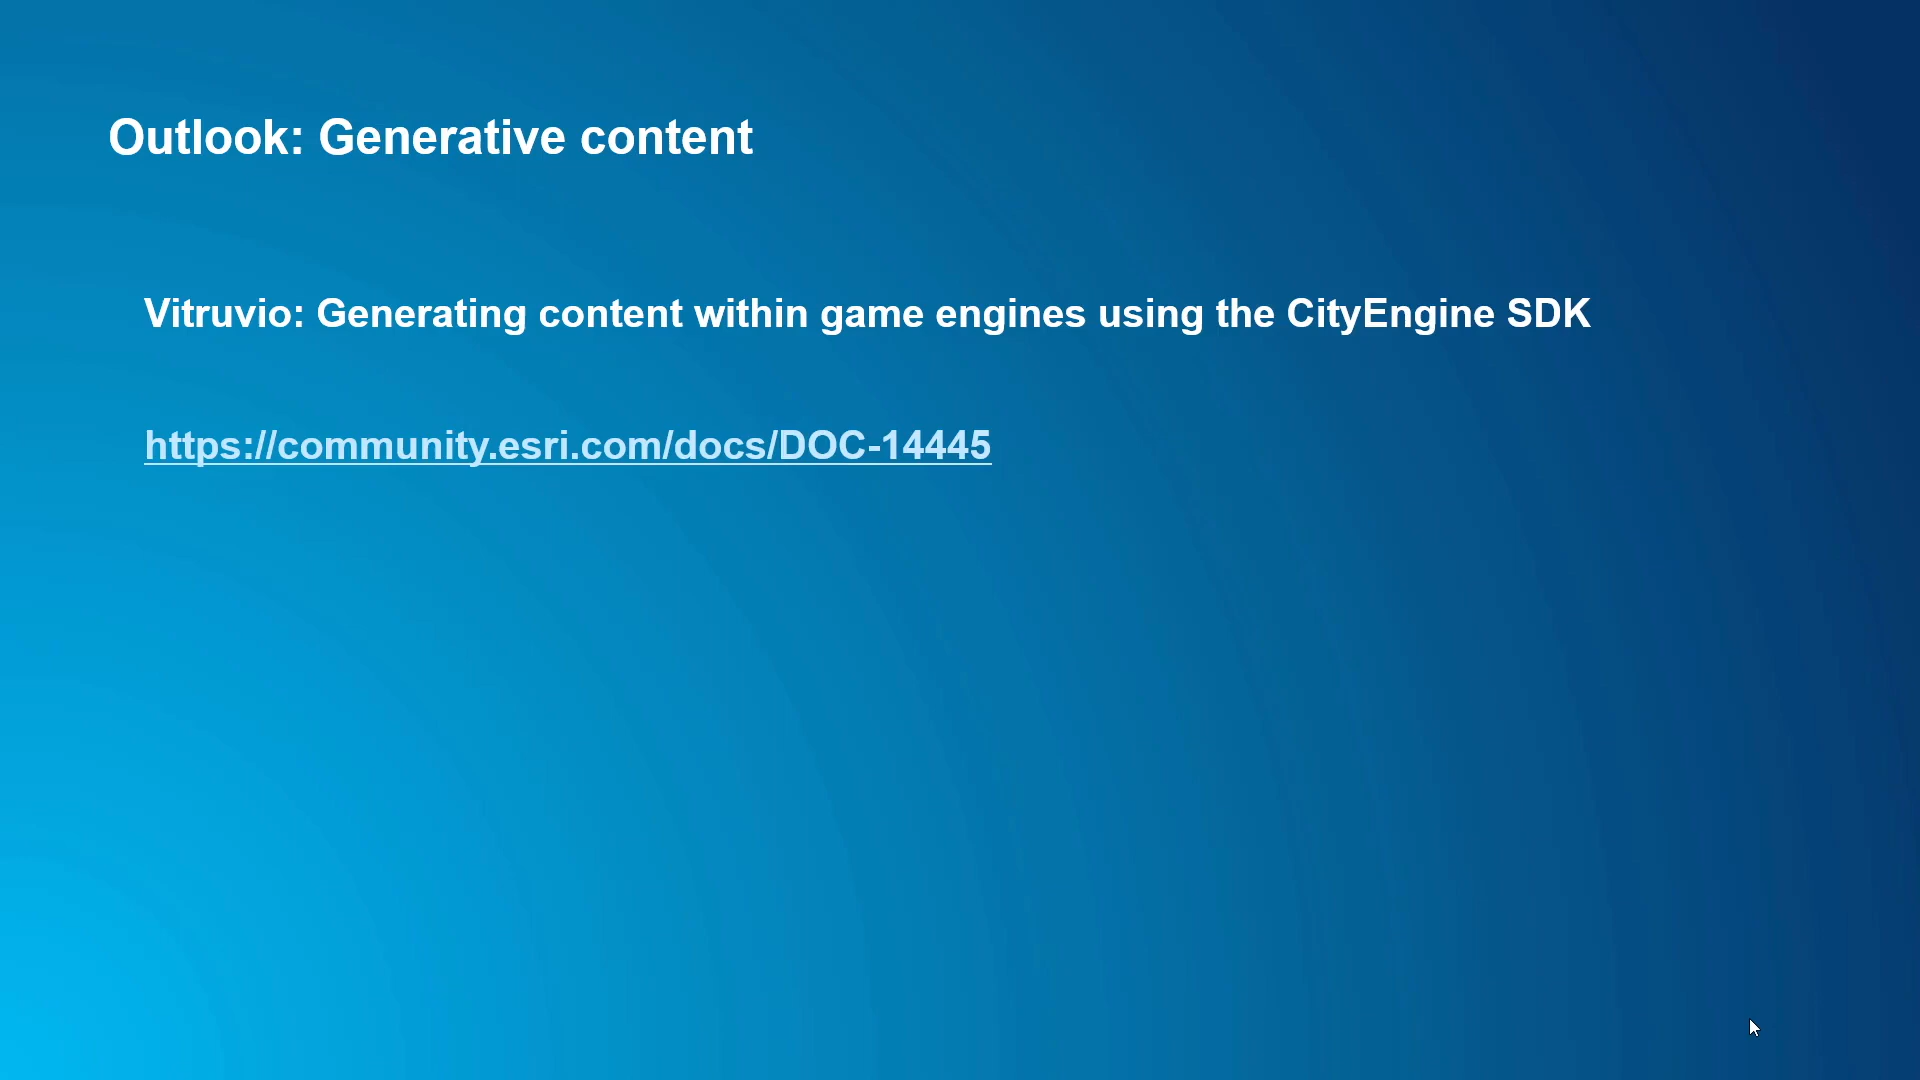 Outlook: Generative content
Vitruvio: Generating content within game engines using the CityEngine SDK
https://community.esri.com/docs/DOC-14445